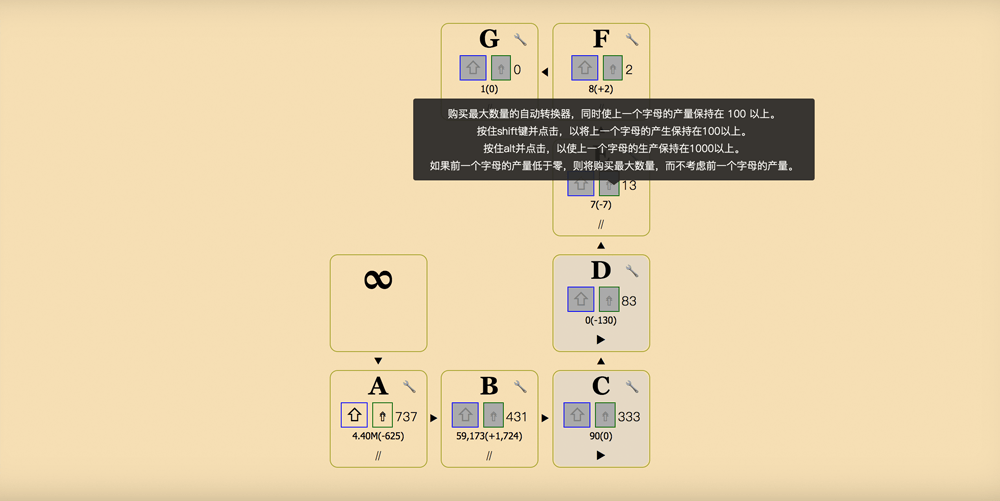 G
F
0
2
1(0)
8(+2)
购买最大数量的自动转换器，同时使上一个字母的产量保持在 100 以上。
按住shift键并点击，以将上一个字母的产生保持在100以上。
按住alt并点击，以使上一个字母的生产保持在1000以上。
如果前一个字母的产量低于零，则将购买最大数量，而不考虑前一个字母的产量。
13
7(-7)
//
∞
D
83
0(-130)
A
B
C
737
431
333
4.40M(-625)
59,173(+1,724)
90(0)
//
//